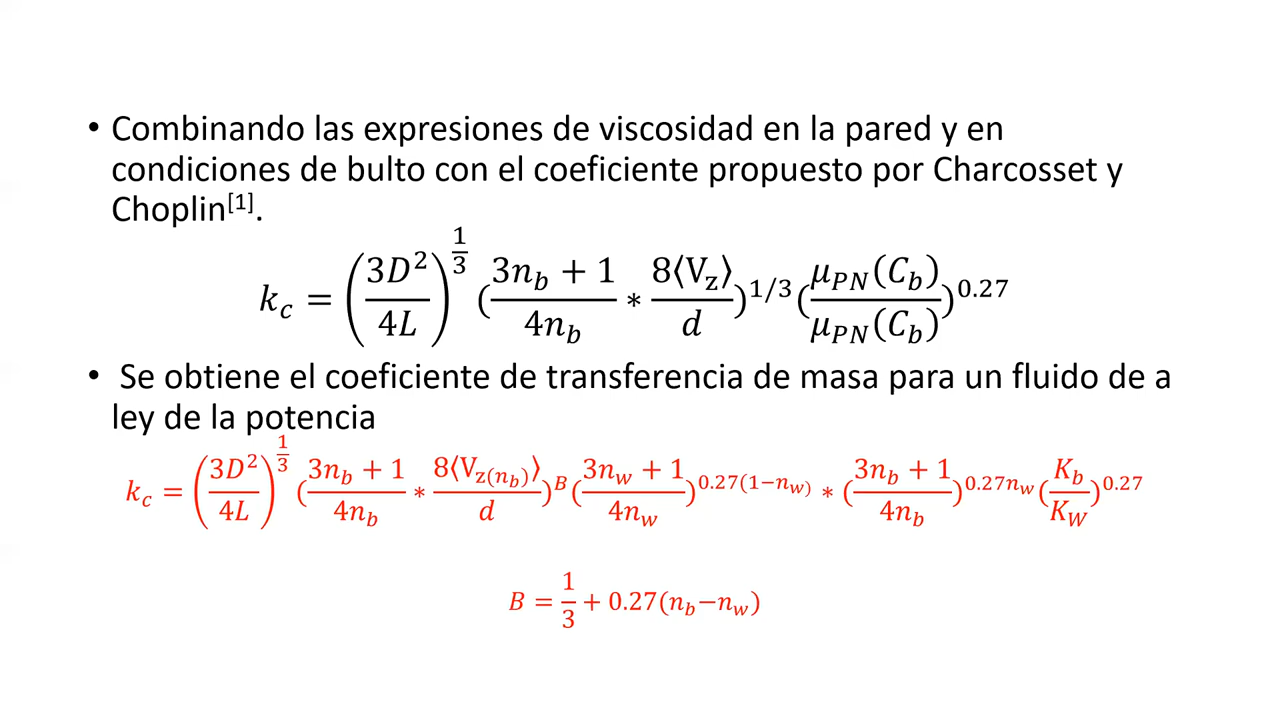 • Combinando las expresiones de viscosidad en la pared y en
condiciones de bulto con el coeficiente propuesto por Charcosset y
Choplin[1].
k_c = (3D²/4L)^(1/3) ((3n_b + 1)/(4n_b) * 8⟨V_z⟩/d)^(1/3) (μ_PN(C_b)/μ_PN(C_b))^0.27
• Se obtiene el coeficiente de transferencia de masa para un fluido de a
ley de la potencia
k_c = (3D²/4L)^(1/3) ((3n_b + 1)/(4n_b) * 8⟨V_z(n_b)⟩/d)^B ((3n_w + 1)/(4n_w))^(0.27(1−n_w)) * ((3n_b + 1)/(4n_b))^(0.27n_w) (K_b/K_W)^0.27
B = 1/3 + 0.27(n_b−n_w)